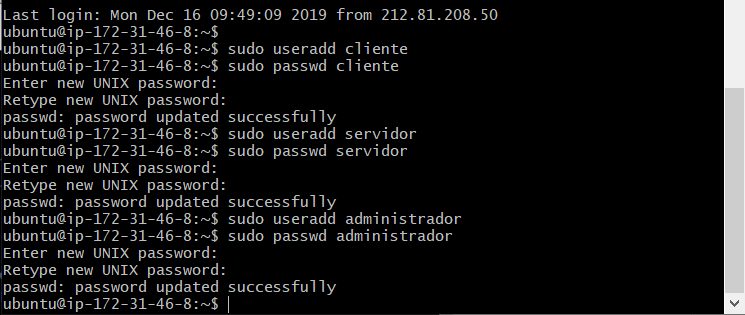 Last login: Mon Dec 16 09:49:09 2019 from 212.81.208.50
ubuntu@ip-172-31-46-8:~$
ubuntu@ip-172-31-46-8:~$ sudo useradd cliente
ubuntu@ip-172-31-46-8:~$ sudo passwd cliente
Enter new UNIX password:
Retype new UNIX password:
passwd: password updated successfully
ubuntu@ip-172-31-46-8:~$ sudo useradd servidor
ubuntu@ip-172-31-46-8:~$ sudo passwd servidor
Enter new UNIX password:
Retype new UNIX password:
passwd: password updated successfully
ubuntu@ip-172-31-46-8:~$ sudo useradd administrador
ubuntu@ip-172-31-46-8:~$ sudo passwd administrador
Enter new UNIX password:
Retype new UNIX password:
passwd: password updated successfully
ubuntu@ip-172-31-46-8:~$